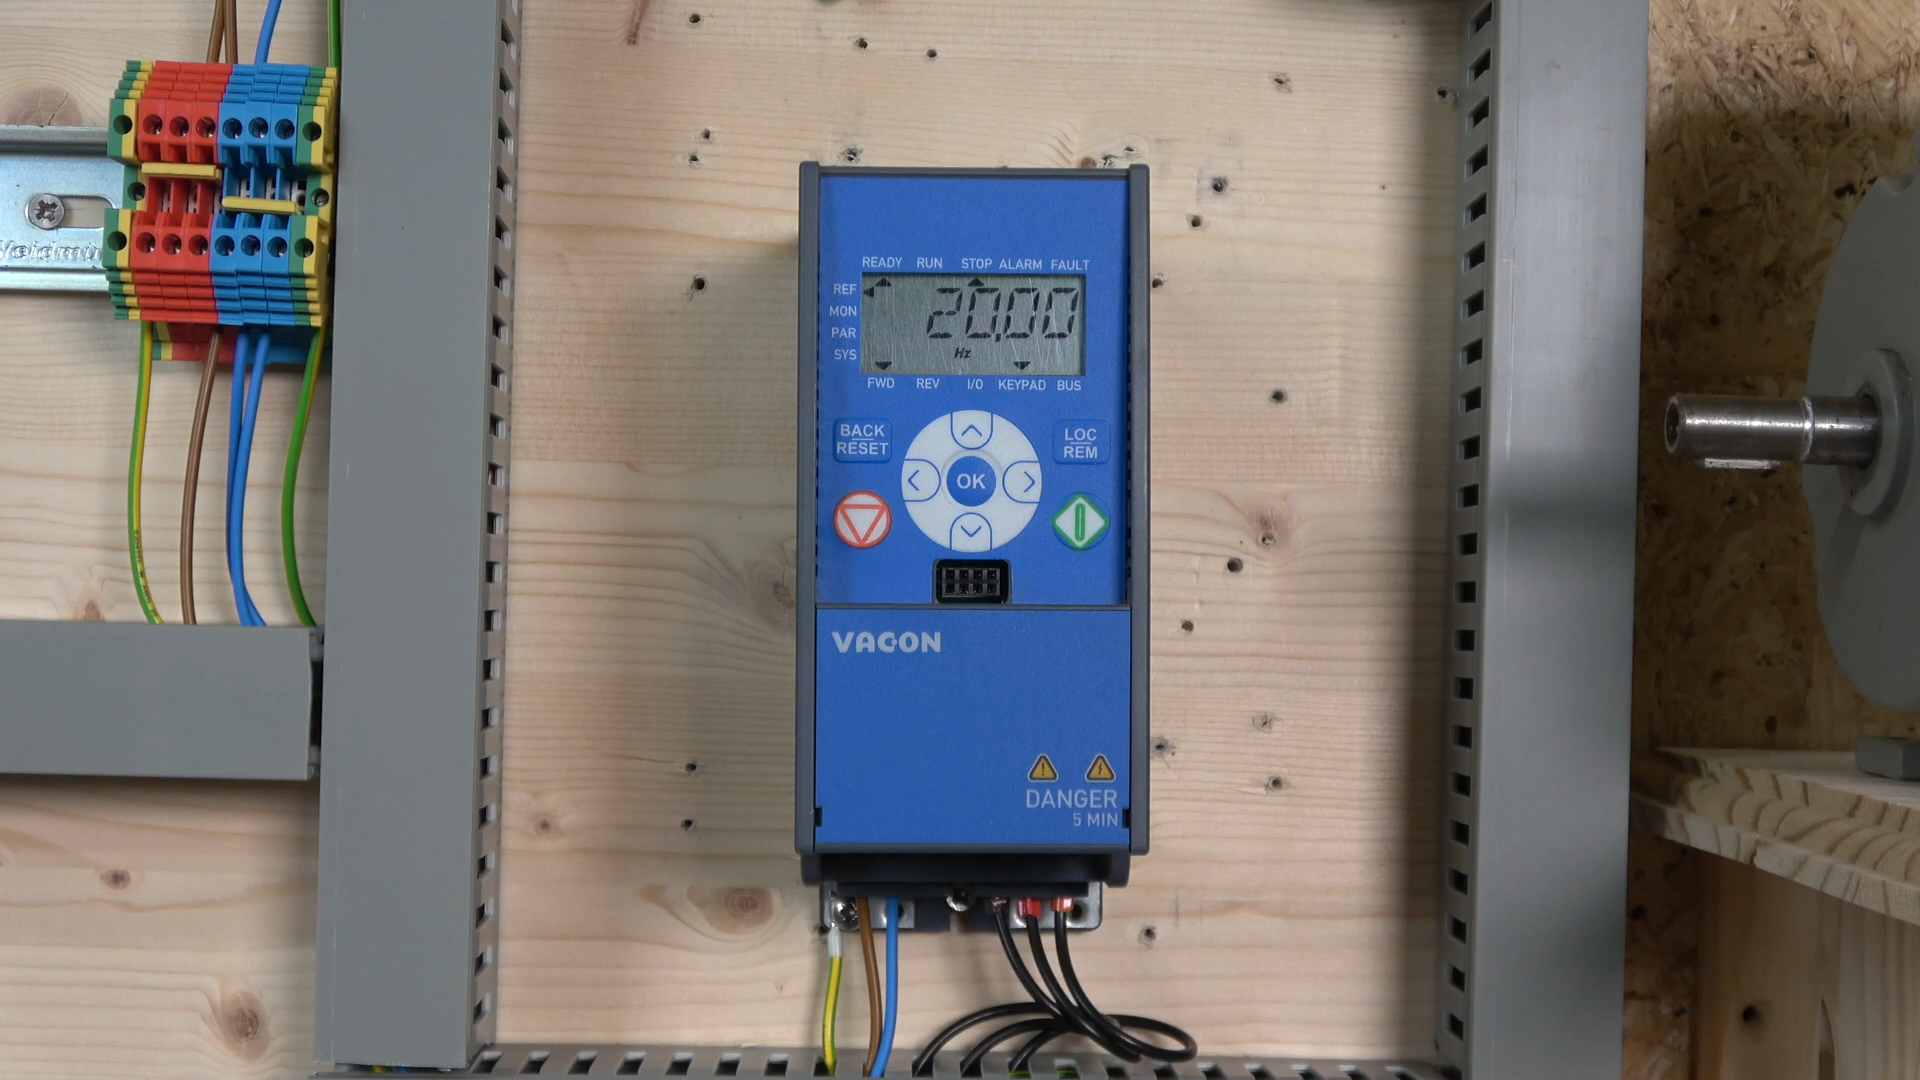 READY RUN STOP ALARM FAULT
REF
20.00
MON
PAR
SYS
Hz
FWD REV I/O KEYPAD BUS
BACK
RESET
LOC
REM
OK
VACON
DANGER
5 MIN